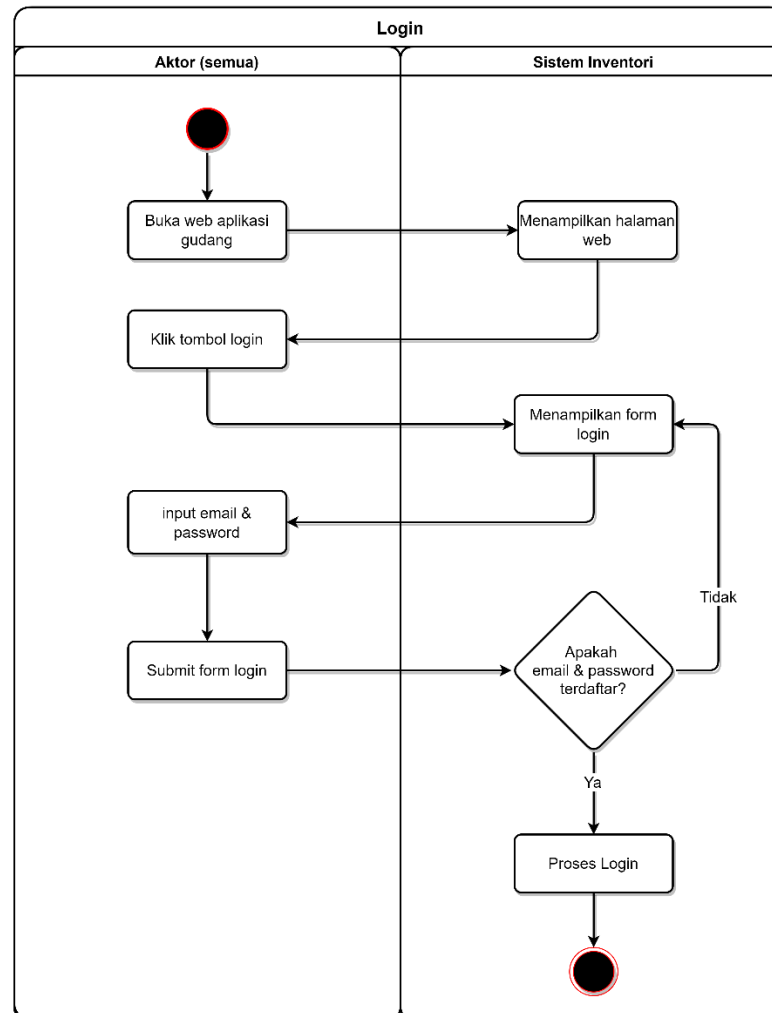 Login
Aktor (semua)
Sistem Inventori
Buka web aplikasi
gudang
Menampilkan halaman
web
Klik tombol login
Menampilkan form
login
input email &
password
Submit form login
Apakah
email & password
terdaftar?
Tidak
Ya
Proses Login